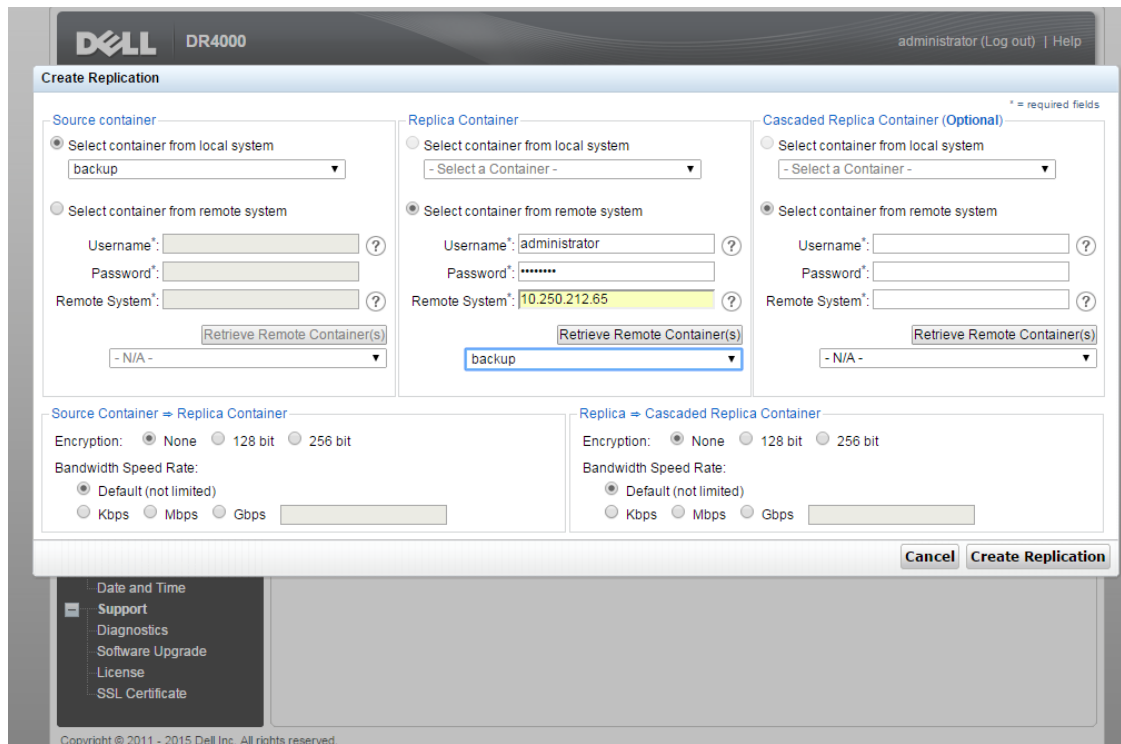 DELL DR4000 administrator (Log out) | Help
Create Replication
* = required fields
Source container
Select container from local system
backup
Select container from remote system
Username*:
?
Password*:
Remote System*:
?
Retrieve Remote Container(s)
- N/A -
Replica Container
Select container from local system
- Select a Container -
Select container from remote system
Username*: administrator
?
Password*: ••••••••
Remote System*: 10.250.212.65
?
Retrieve Remote Container(s)
backup
Cascaded Replica Container (Optional)
Select container from local system
- Select a Container -
Select container from remote system
Username*:
?
Password*:
Remote System*:
?
Retrieve Remote Container(s)
- N/A -
Source Container ⇒ Replica Container
Encryption: None 128 bit 256 bit
Bandwidth Speed Rate:
Default (not limited)
Kbps Mbps Gbps
Replica ⇒ Cascaded Replica Container
Encryption: None 128 bit 256 bit
Bandwidth Speed Rate:
Default (not limited)
Kbps Mbps Gbps
Cancel Create Replication
Date and Time
Support
Diagnostics
Software Upgrade
License
SSL Certificate
Copyright © 2011 - 2015 Dell Inc. All rights reserved.